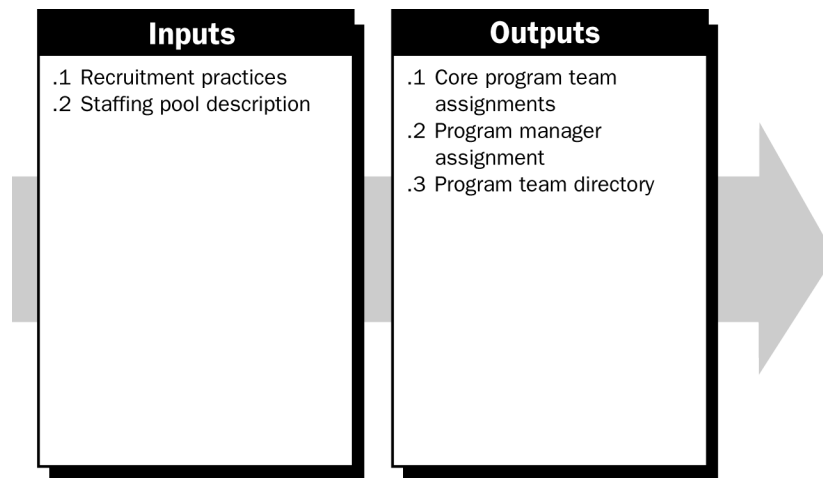 Inputs
.1 Recruitment practices
.2 Staffing pool description
Outputs
.1 Core program team
assignments
.2 Program manager
assignment
.3 Program team directory